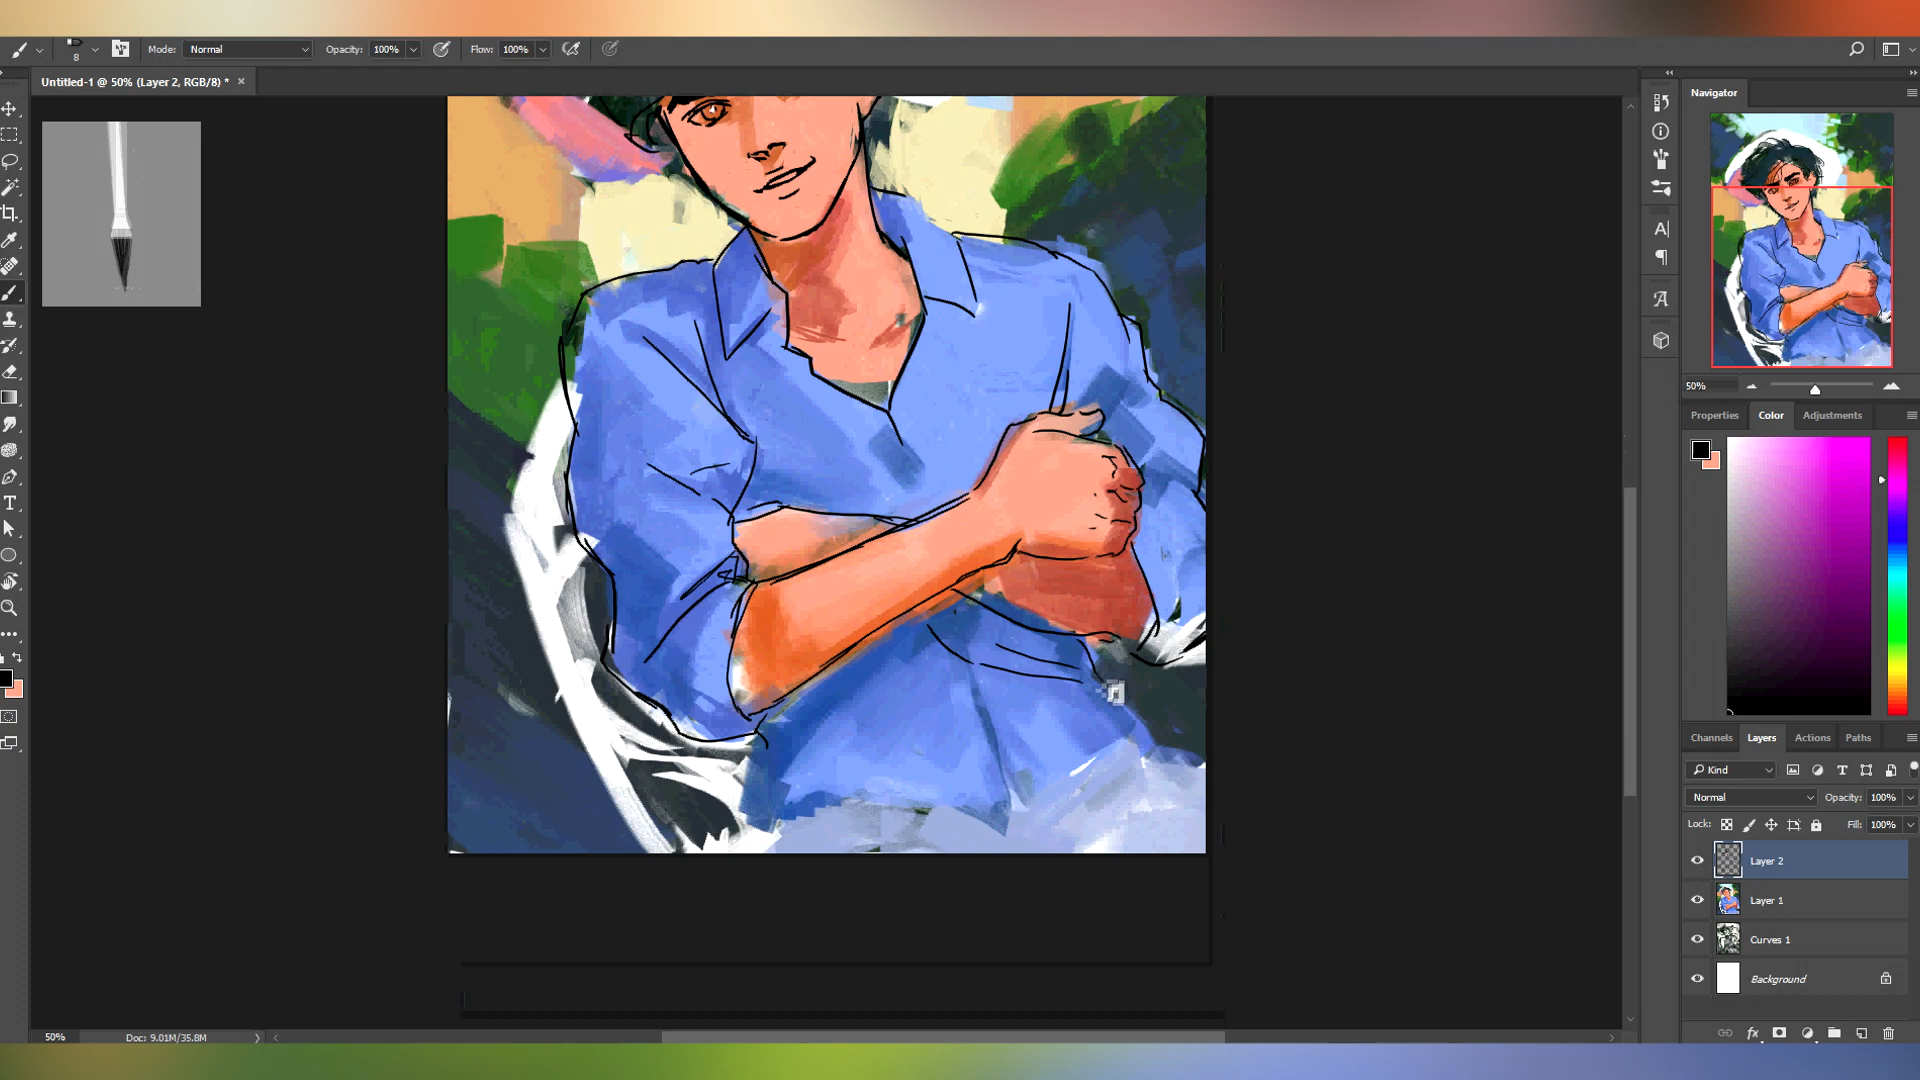 8
Mode: Normal
Opacity: 100%
Flow: 100%
Untitled-1 @ 50% (Layer 2, RGB/8) *
Navigator
50%
Properties
Color
Adjustments
Channels
Layers
Actions
Paths
Kind
Normal
Opacity: 100%
Lock:
Fill: 100%
Layer 2
Layer 1
Curves 1
Background
50%
Doc: 9.01M/35.8M